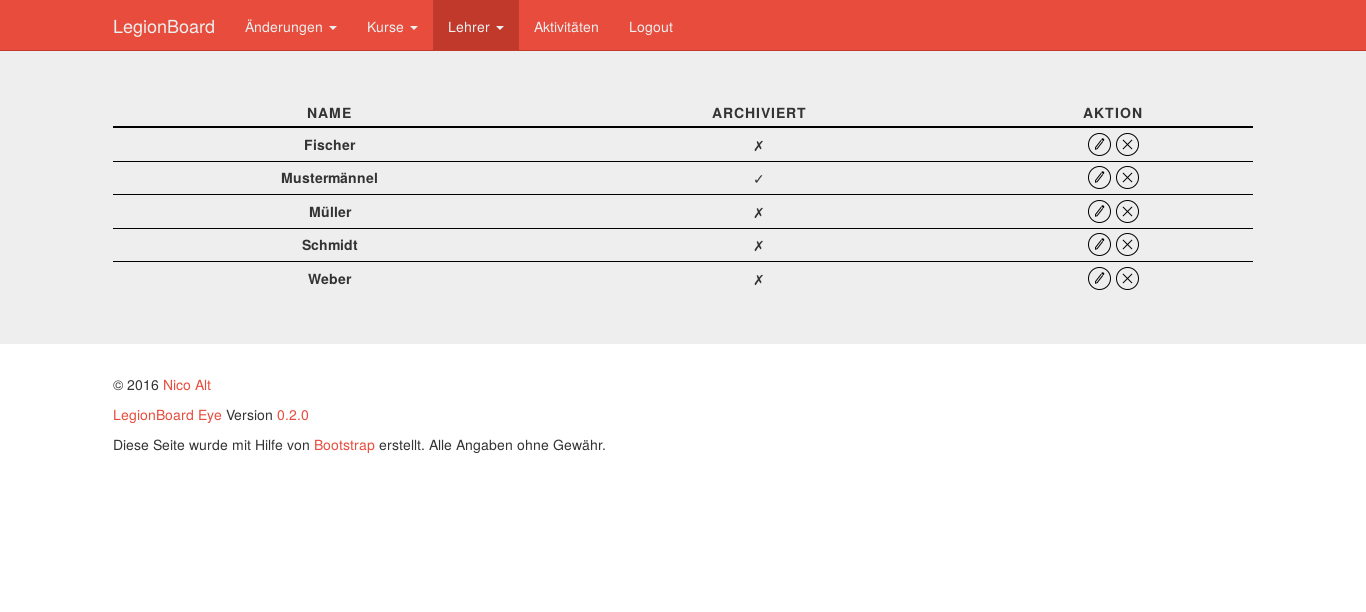 LegionBoard Änderungen Kurse Lehrer Aktivitäten Logout
NAME ARCHIVIERT AKTION
Fischer ✗
Mustermännel ✓
Müller ✗
Schmidt ✗
Weber ✗
© 2016 Nico Alt
LegionBoard Eye Version 0.2.0
Diese Seite wurde mit Hilfe von Bootstrap erstellt. Alle Angaben ohne Gewähr.